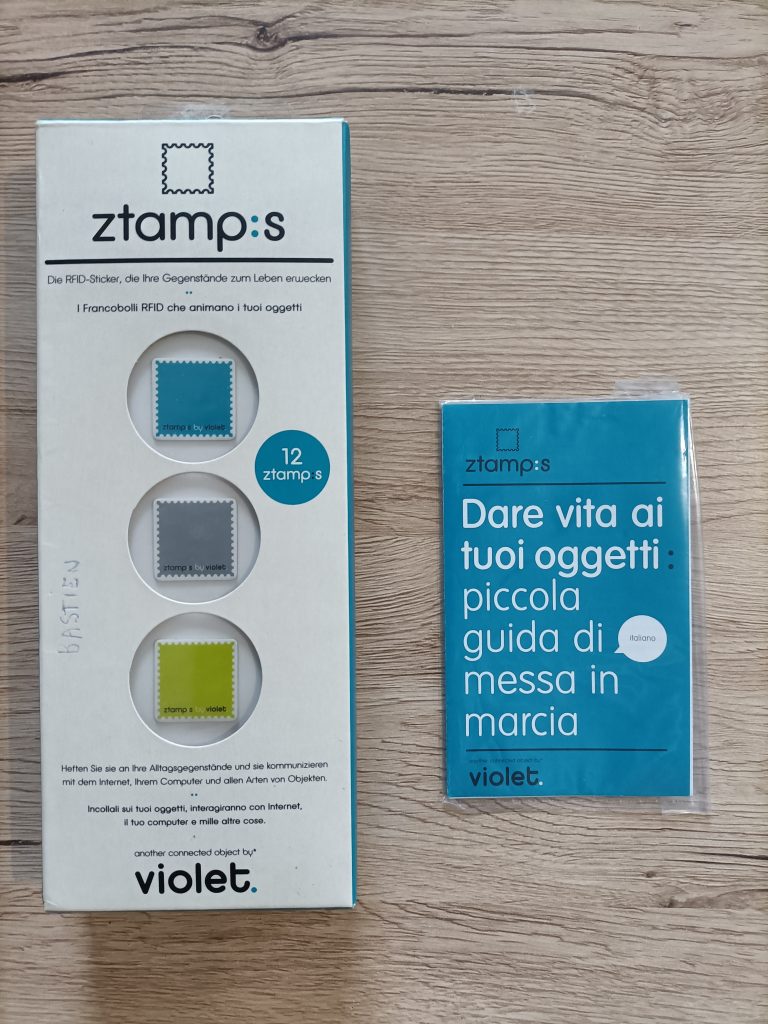 ztamp:s
Die RFID-Sticker, die Ihre Gegenstände zum Leben erwecken
I Francobolli RFID che animano i tuoi oggetti
ztamp s by violet
12
ztamp s
ztamp s by violet
BASTIEN
ztamp s by violet
Heften Sie sie an Ihre Alltagsgegenstände und sie kommunizieren
mit dem Internet, Ihrem Computer und allen Arten von Objekten.
Incollali sui tuoi oggetti, interagiranno con Internet,
il tuo computer e mille altre cose.
another connected object by*
violet.
ztamp:s
Dare vita ai
tuoi oggetti :
piccola
guida di
italiano
messa in
marcia
another connected object by*
violet.